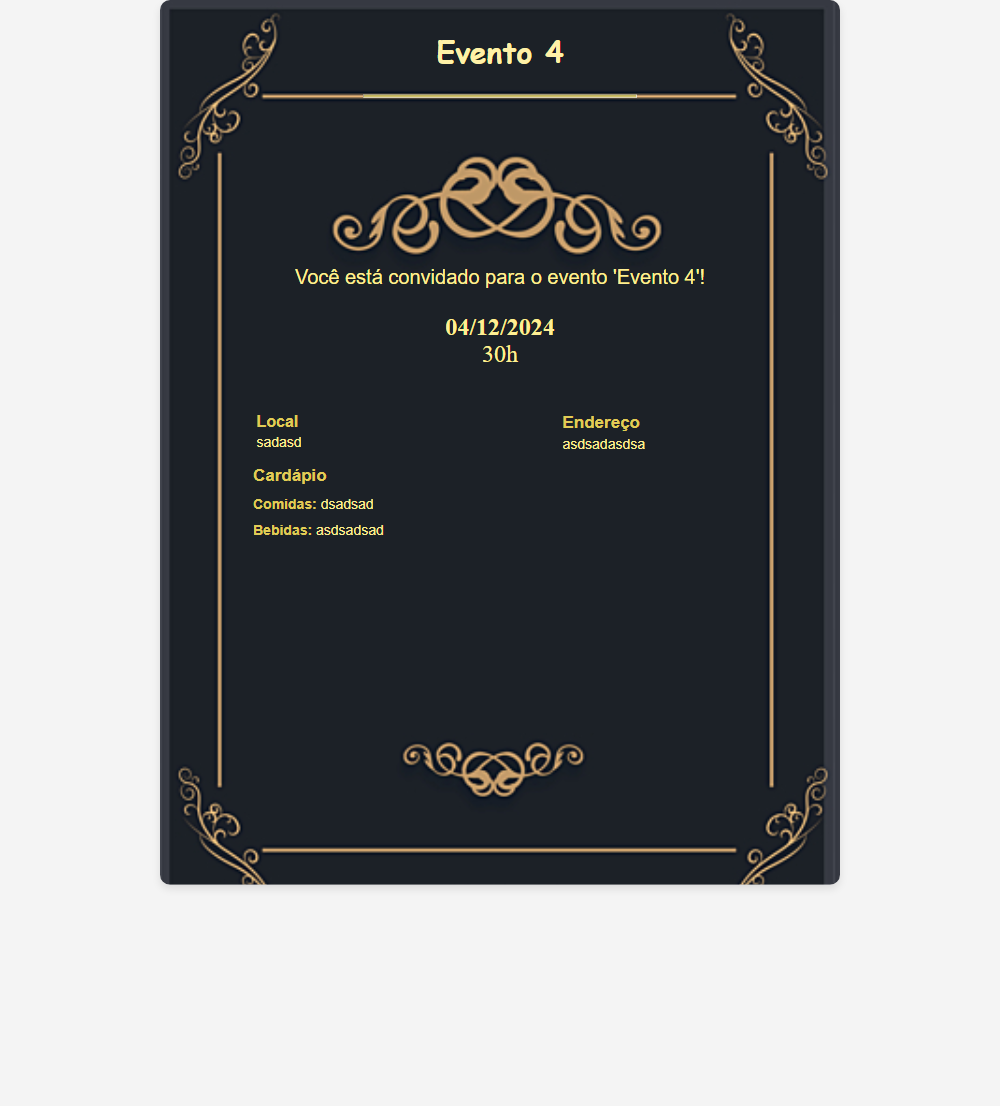 Evento 4
Você está convidado para o evento 'Evento 4'!
04/12/2024
30h
Local
sadasd
Endereço
asdsadasdsa
Cardápio
Comidas: dsadsad
Bebidas: asdsadsad